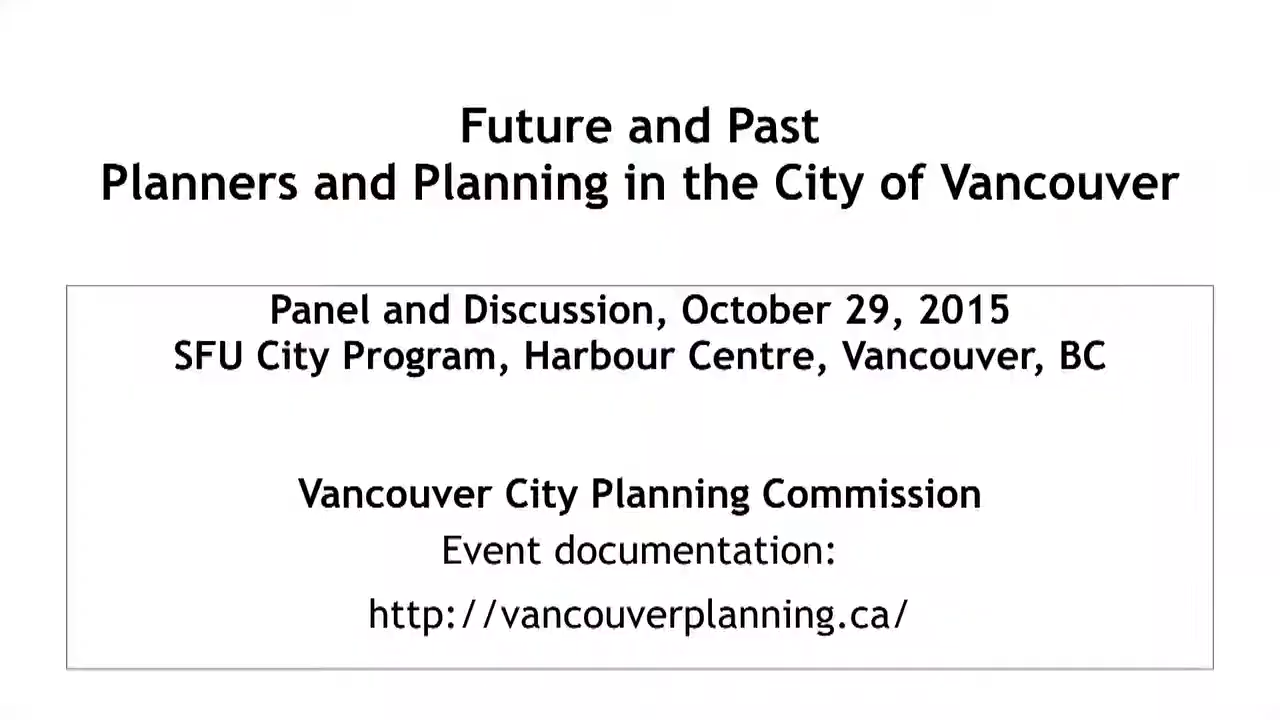 Future and Past
Planners and Planning in the City of Vancouver
Panel and Discussion, October 29, 2015
SFU City Program, Harbour Centre, Vancouver, BC
Vancouver City Planning Commission
Event documentation:
http://vancouverplanning.ca/